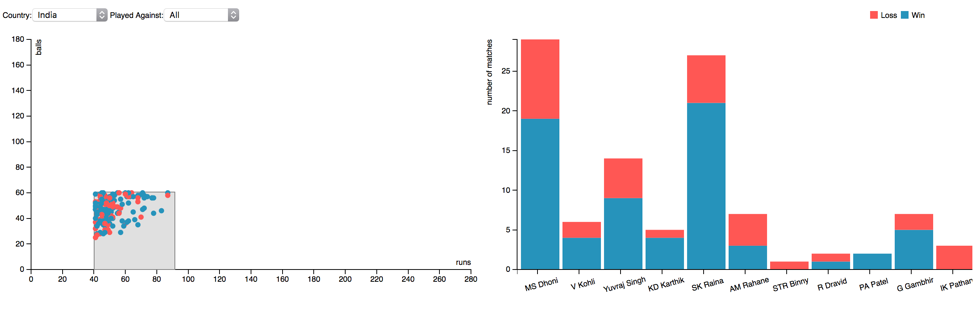 Country: India Played Against: All
Loss Win
balls
180
160
140
120
100
80
60
40
20
0
0 20 40 60 80 100 120 140 160 180 200 220 240 260 280
runs
number of matches
25
20
15
10
5
0
MS Dhoni V Kohli Yuvraj Singh KD Karthik SK Raina AM Rahane STR Binny R Dravid PA Patel G Gambhir IK Pathan